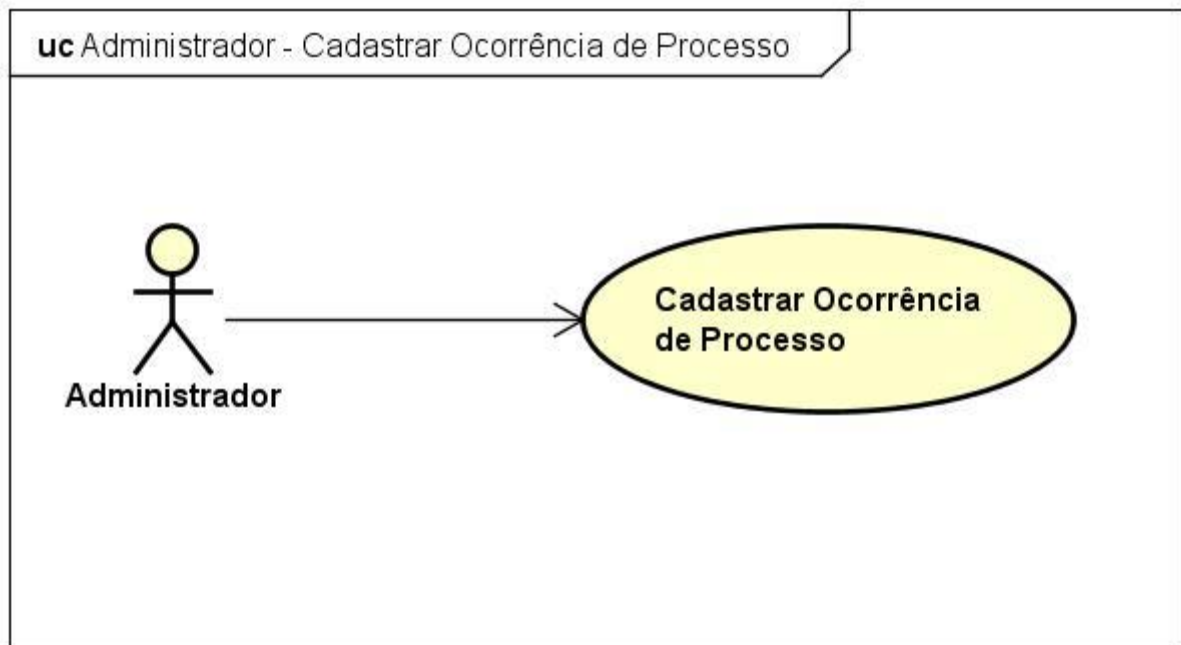 uc Administrador - Cadastrar Ocorrência de Processo
Cadastrar Ocorrência
de Processo
Administrador